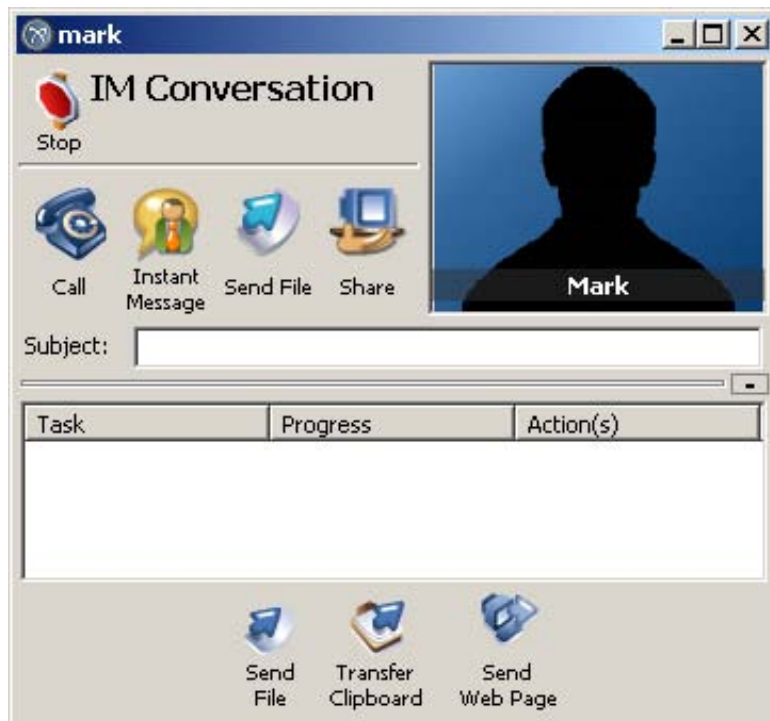 mark
IM Conversation
Stop
Call
Instant
Message
Send File
Share
Mark
Subject:
Task Progress Action(s)
Send
File
Transfer
Clipboard
Send
Web Page